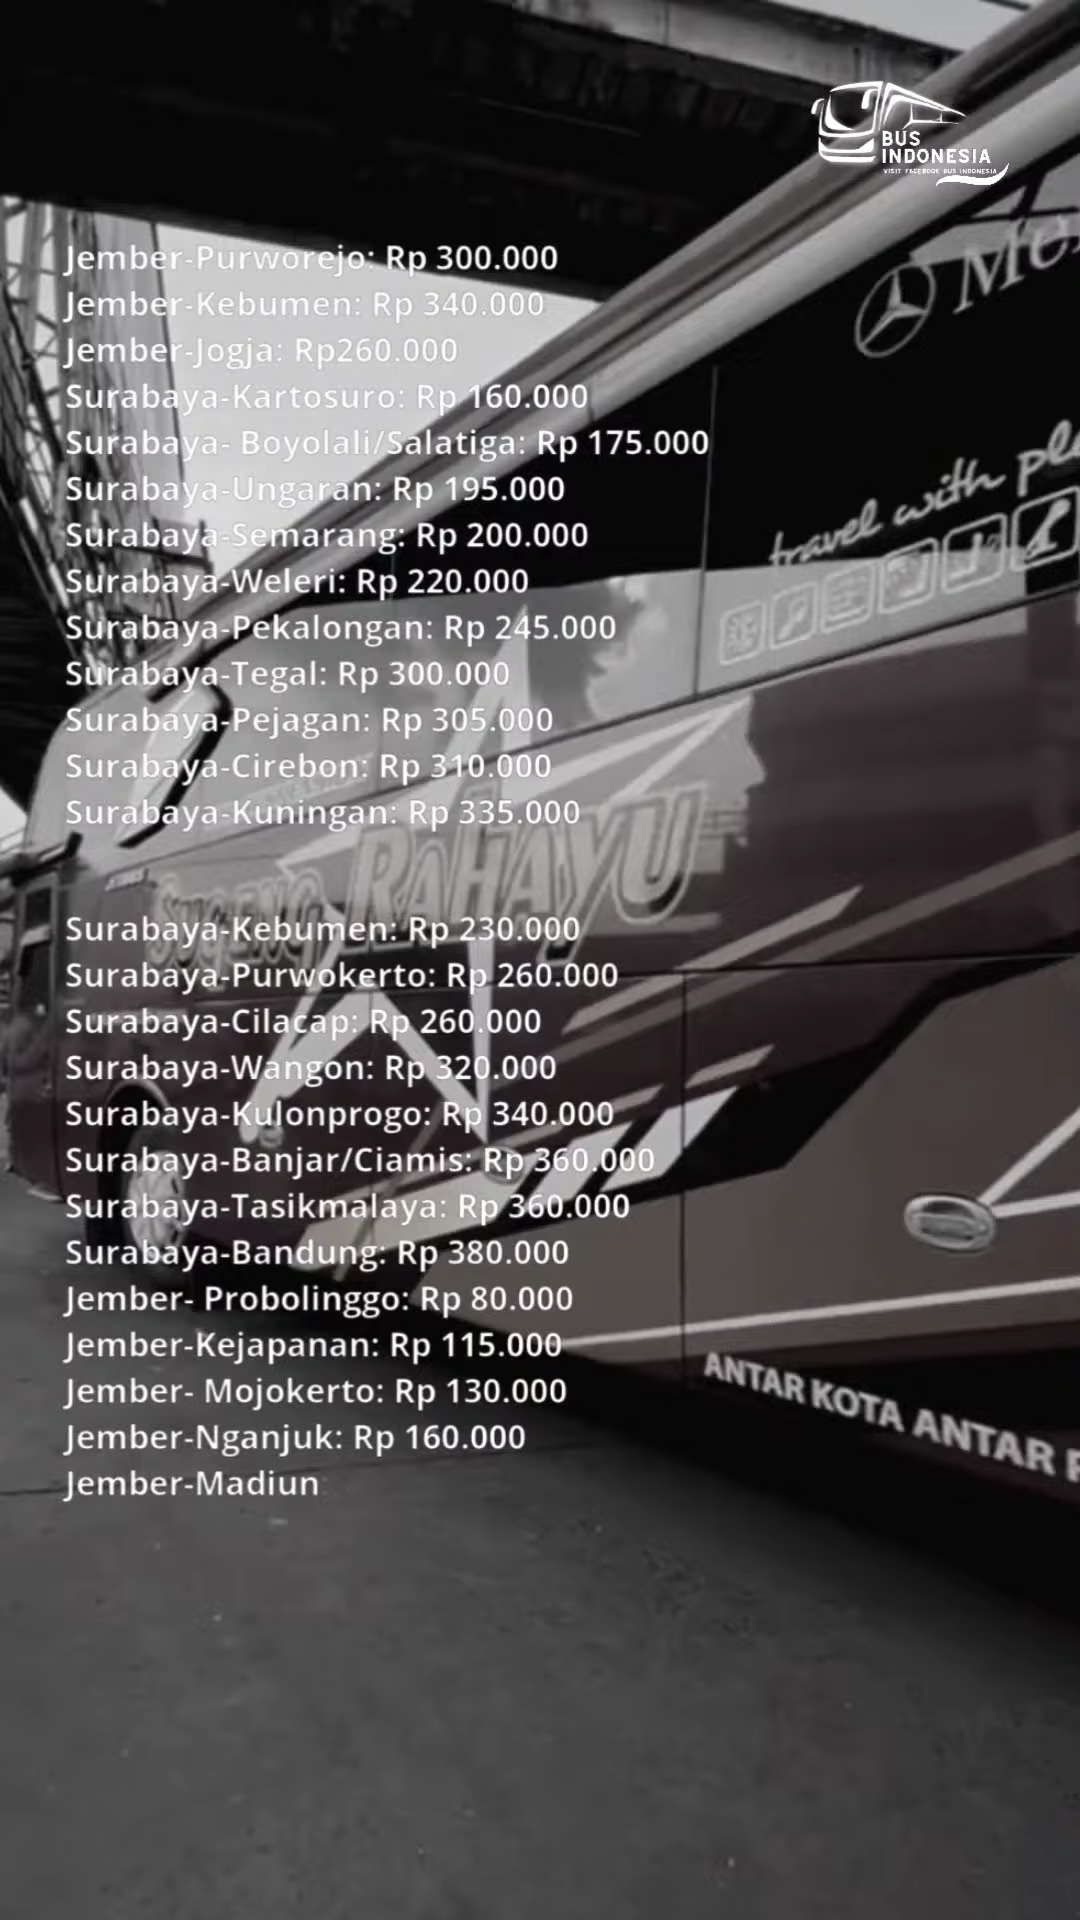 BUS
INDONESIA
VISIT FACEBOOK BUS INDONESIA
Jember-Purworejo: Rp 300.000
Jember-Kebumen: Rp 340.000
Jember-Jogja: Rp260.000
Surabaya-Kartosuro: Rp 160.000
Surabaya- Boyolali/Salatiga: Rp 175.000
Surabaya-Ungaran: Rp 195.000
Surabaya-Semarang: Rp 200.000
Surabaya-Weleri: Rp 220.000
Surabaya-Pekalongan: Rp 245.000
Surabaya-Tegal: Rp 300.000
Surabaya-Pejagan: Rp 305.000
Surabaya-Cirebon: Rp 310.000
Surabaya-Kuningan: Rp 335.000
Surabaya-Kebumen: Rp 230.000
Surabaya-Purwokerto: Rp 260.000
Surabaya-Cilacap: Rp 260.000
Surabaya-Wangon: Rp 320.000
Surabaya-Kulonprogo: Rp 340.000
Surabaya-Banjar/Ciamis: Rp 360.000
Surabaya-Tasikmalaya: Rp 360.000
Surabaya-Bandung: Rp 380.000
Jember- Probolinggo: Rp 80.000
Jember-Kejapanan: Rp 115.000
Jember- Mojokerto: Rp 130.000
Jember-Nganjuk: Rp 160.000
Jember-Madiun
travel with
SUGENG RAHAYU
ANTAR KOTA ANTAR